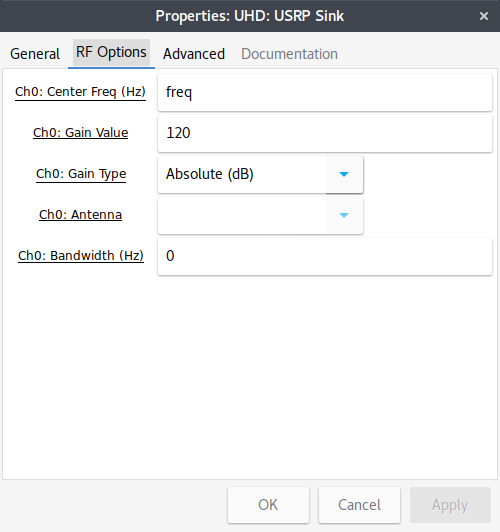 Properties: UHD: USRP Sink ×
General RF Options Advanced Documentation
Ch0: Center Freq (Hz) freq
Ch0: Gain Value 120
Ch0: Gain Type Absolute (dB)
Ch0: Antenna
Ch0: Bandwidth (Hz) 0
OK Cancel Apply